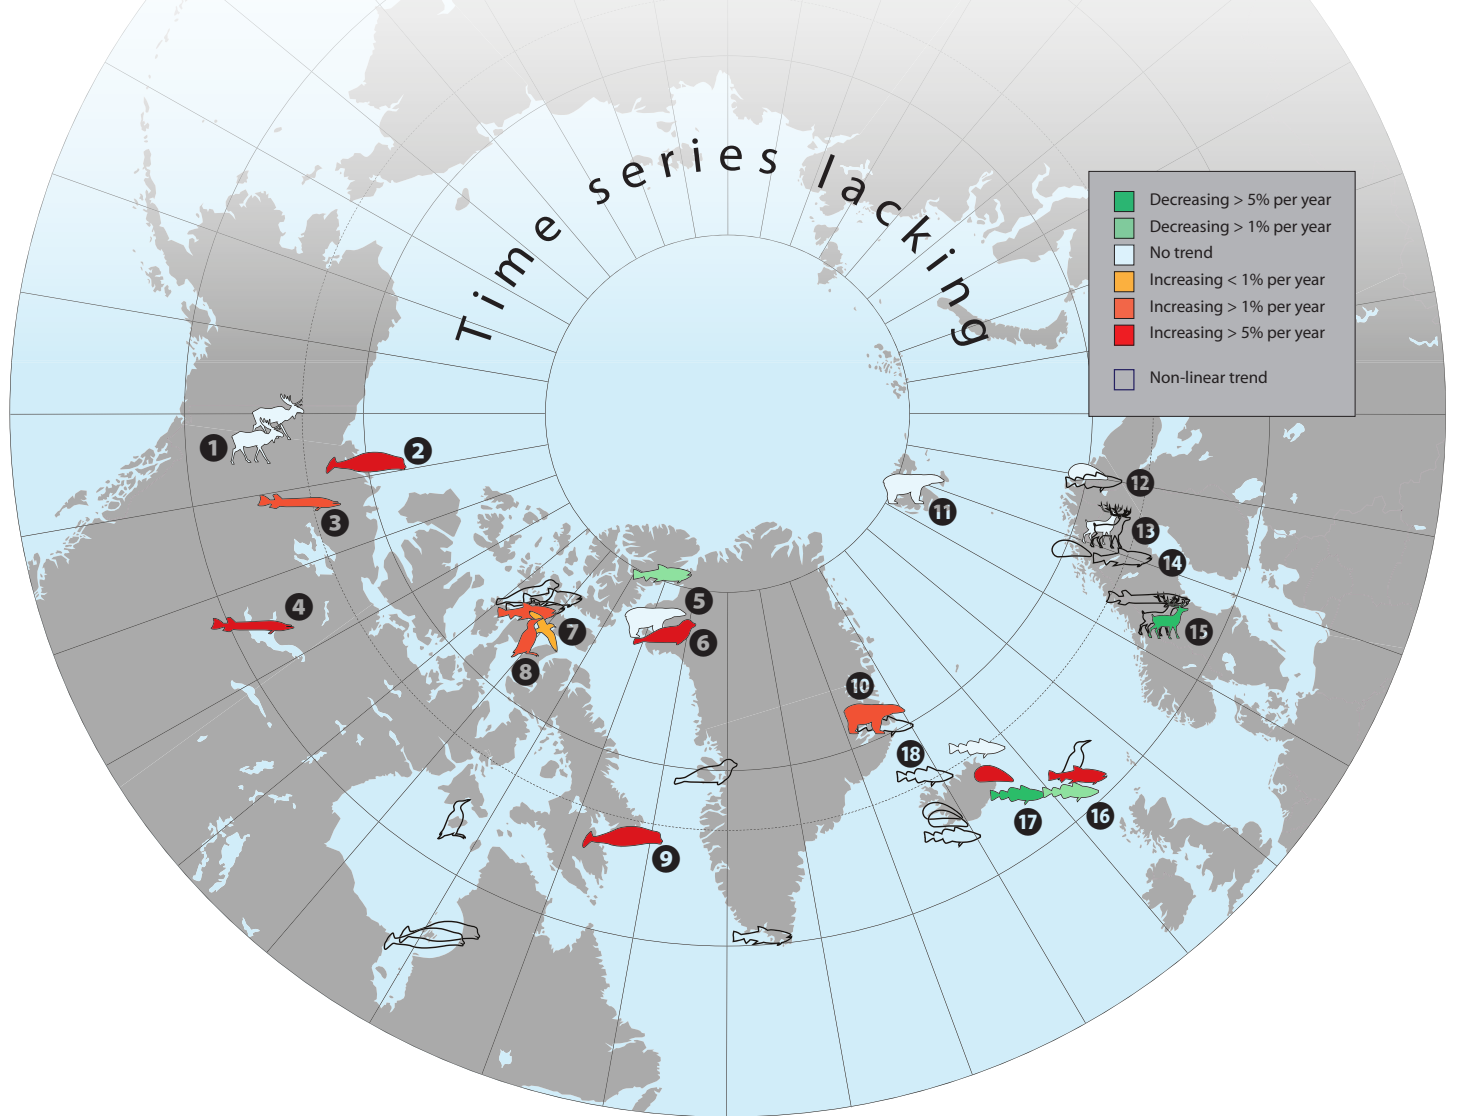 Time series lacking
Decreasing > 5% per year
Decreasing > 1% per year
No trend
Increasing < 1% per year
Increasing > 1% per year
Increasing > 5% per year
Non-linear trend
1
2
3
4
5
6
7
8
9
10
11
12
13
14
15
16
17
18